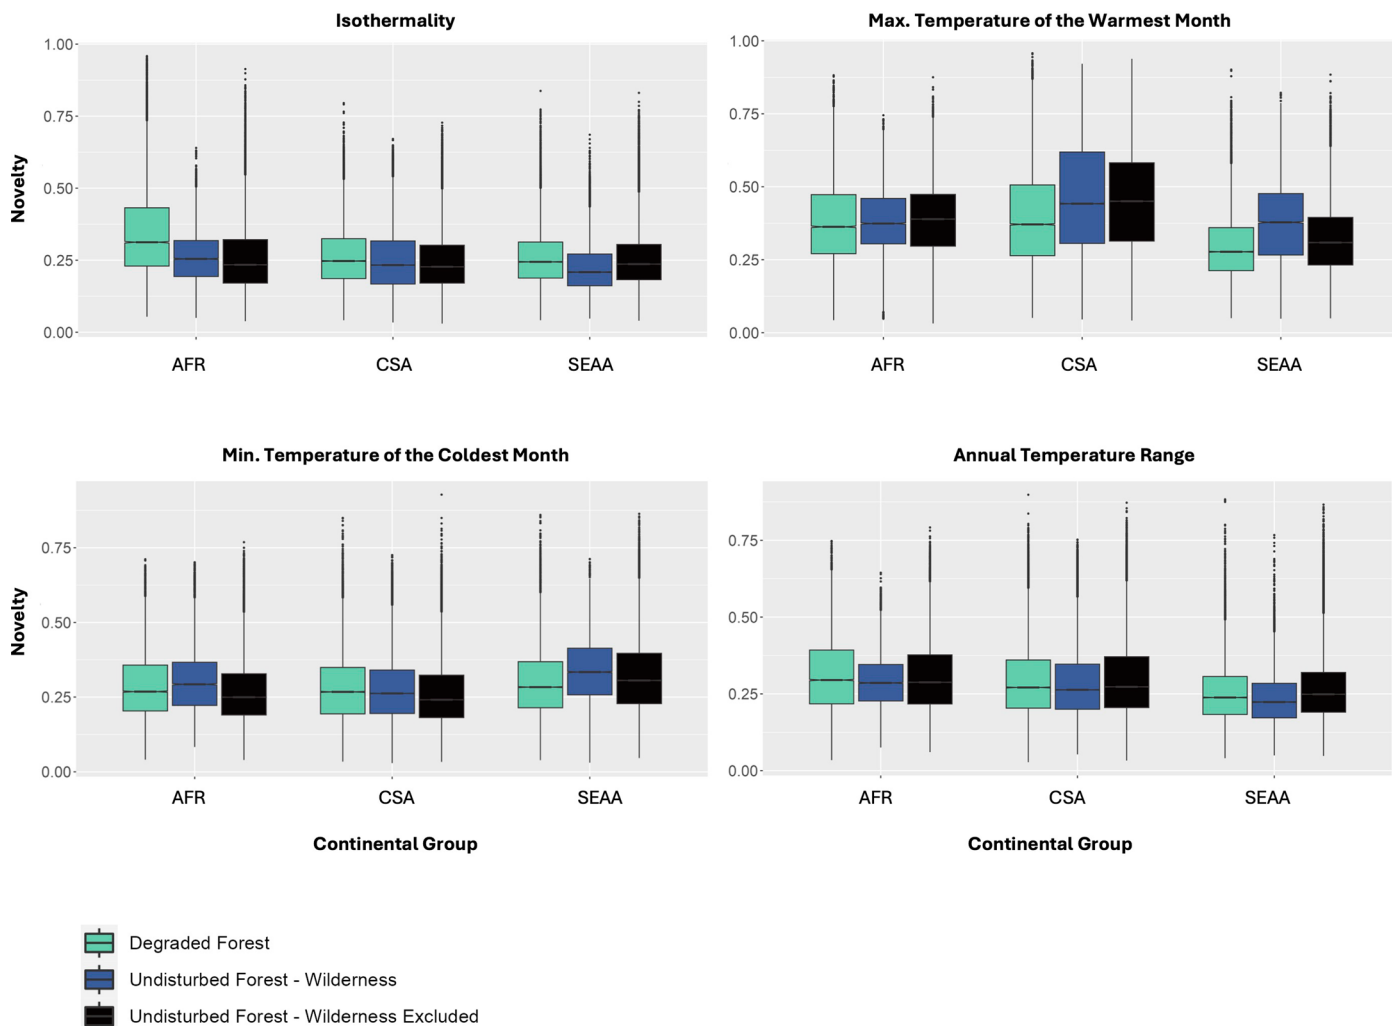 Isothermality
Novelty
1.00
0.75
0.50
0.25
0.00
AFR CSA SEAA
Max. Temperature of the Warmest Month
1.00
0.75
0.50
0.25
0.00
AFR CSA SEAA
Min. Temperature of the Coldest Month
Novelty
0.75
0.50
0.25
0.00
AFR CSA SEAA
Continental Group
Annual Temperature Range
0.75
0.50
0.25
0.00
AFR CSA SEAA
Continental Group
Degraded Forest
Undisturbed Forest - Wilderness
Undisturbed Forest - Wilderness Excluded